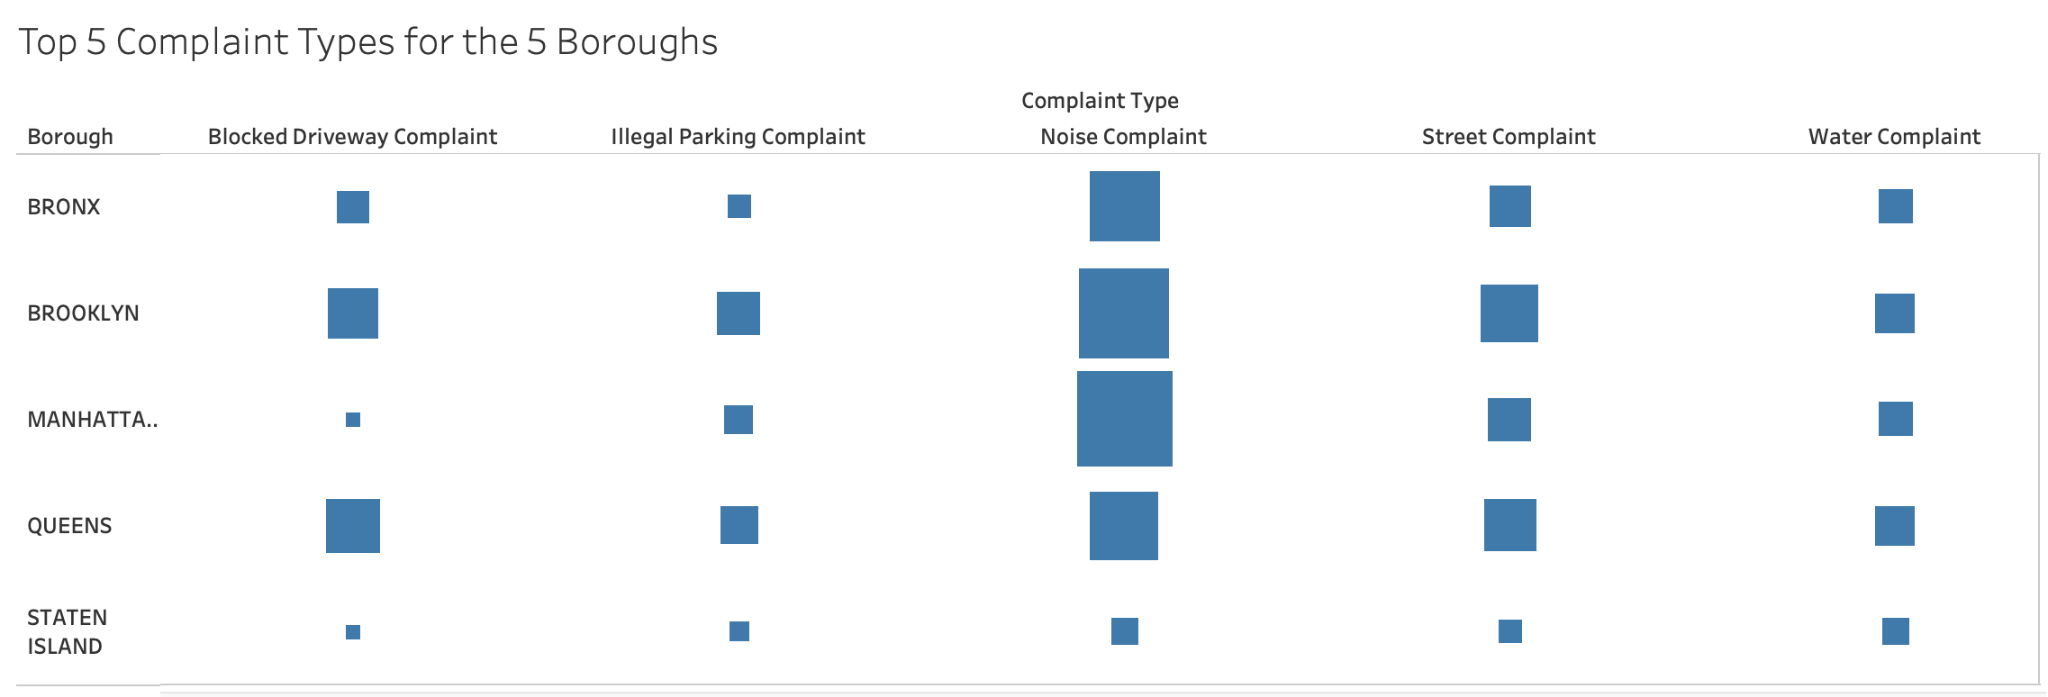 Top 5 Complaint Types for the 5 Boroughs
Complaint Type
Borough Blocked Driveway Complaint Illegal Parking Complaint Noise Complaint Street Complaint Water Complaint
BRONX
BROOKLYN
MANHATTA..
QUEENS
STATEN
ISLAND